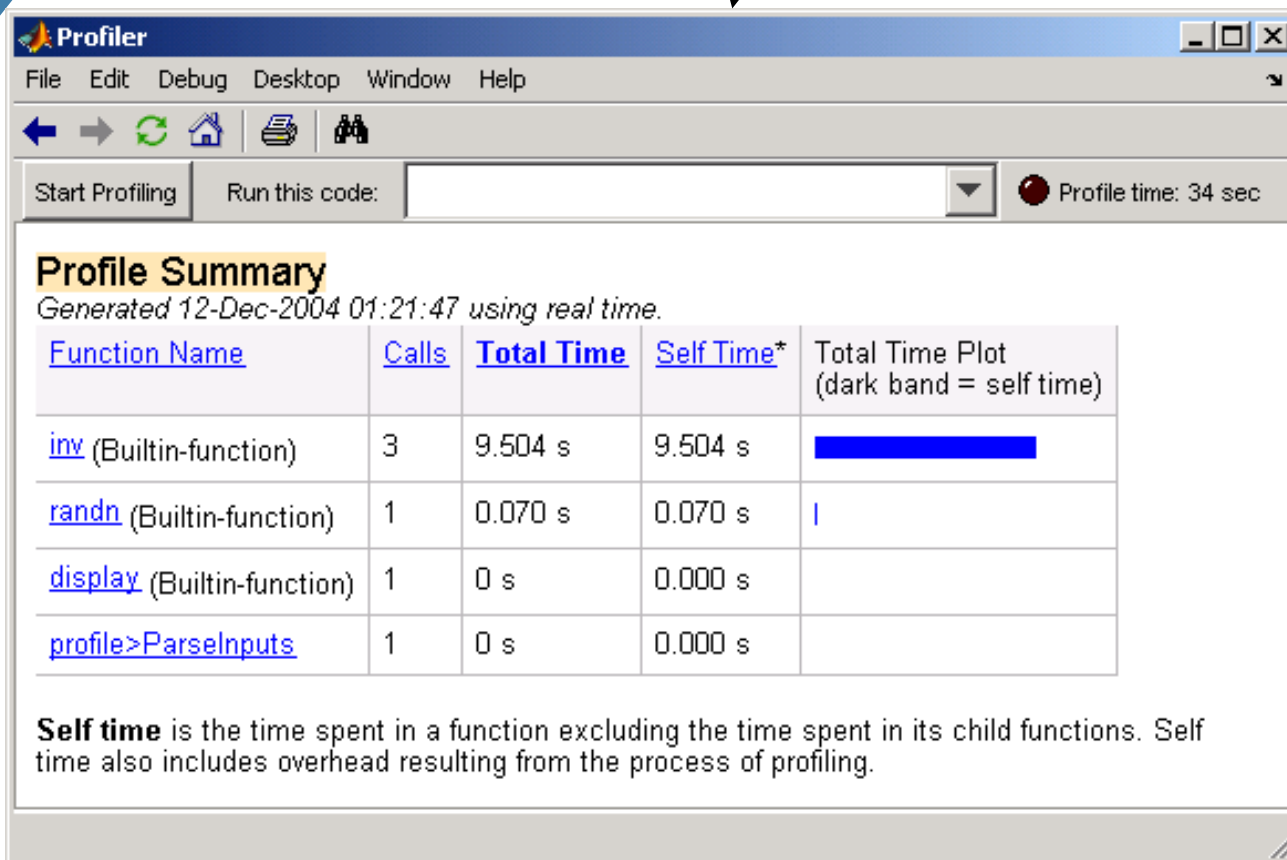 Profiler
File Edit Debug Desktop Window Help
Start Profiling Run this code: Profile time: 34 sec
Profile Summary
Generated 12-Dec-2004 01:21:47 using real time.
Function Name Calls Total Time Self Time* Total Time Plot
(dark band = self time)
inv (Builtin-function) 3 9.504 s 9.504 s
randn (Builtin-function) 1 0.070 s 0.070 s
display (Builtin-function) 1 0 s 0.000 s
profile>ParseInputs 1 0 s 0.000 s
Self time is the time spent in a function excluding the time spent in its child functions. Self
time also includes overhead resulting from the process of profiling.